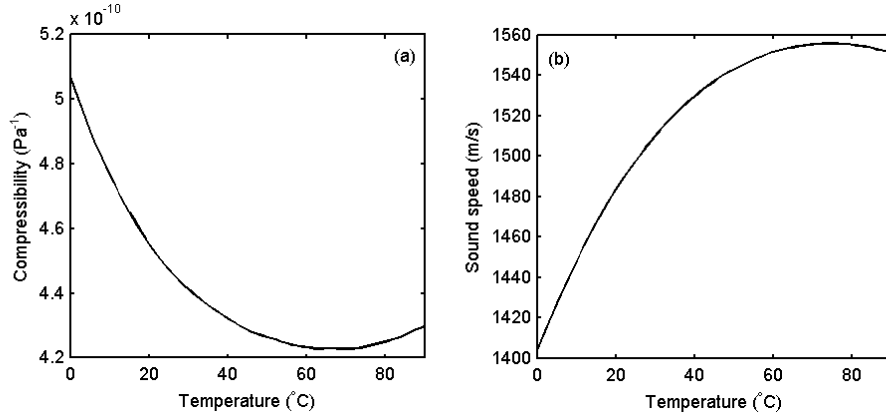 x 10⁻¹⁰
5.2
5
4.8
4.6
4.4
4.2
Compressibility (Pa⁻¹)
(a)
0 20 40 60 80
Temperature (°C)
1560
1540
1520
1500
1480
1460
1440
1420
1400
Sound speed (m/s)
(b)
0 20 40 60 80
Temperature (°C)